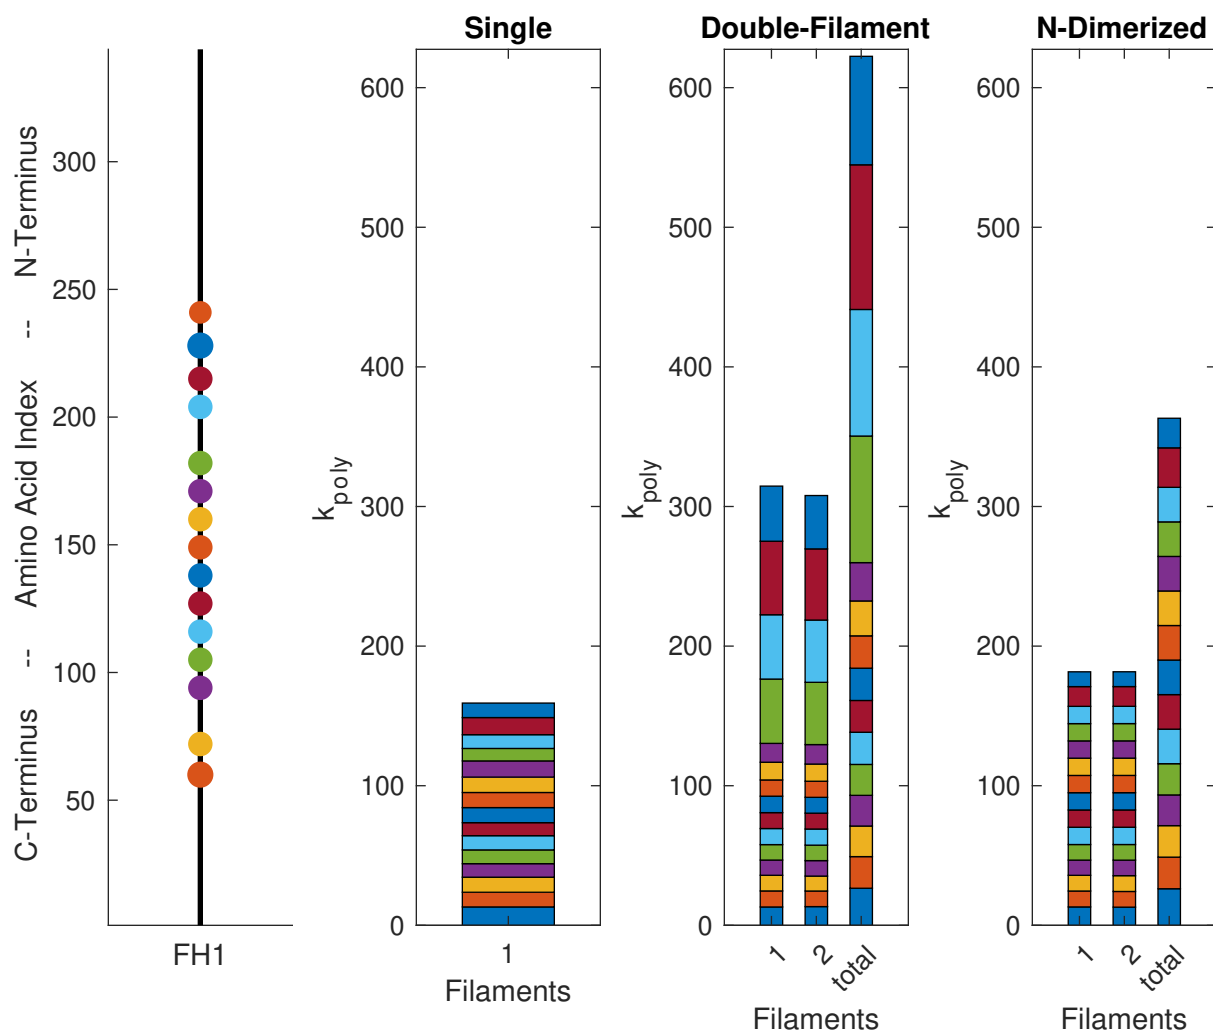 Single
Double-Filament
N-Dimerized
C-Terminus -- Amino Acid Index -- N-Terminus
300
250
200
150
100
50
FH1
k_poly
600
500
400
300
200
100
0
1
Filaments
k_poly
600
500
400
300
200
100
0
1
2
total
Filaments
k_poly
600
500
400
300
200
100
0
1
2
total
Filaments